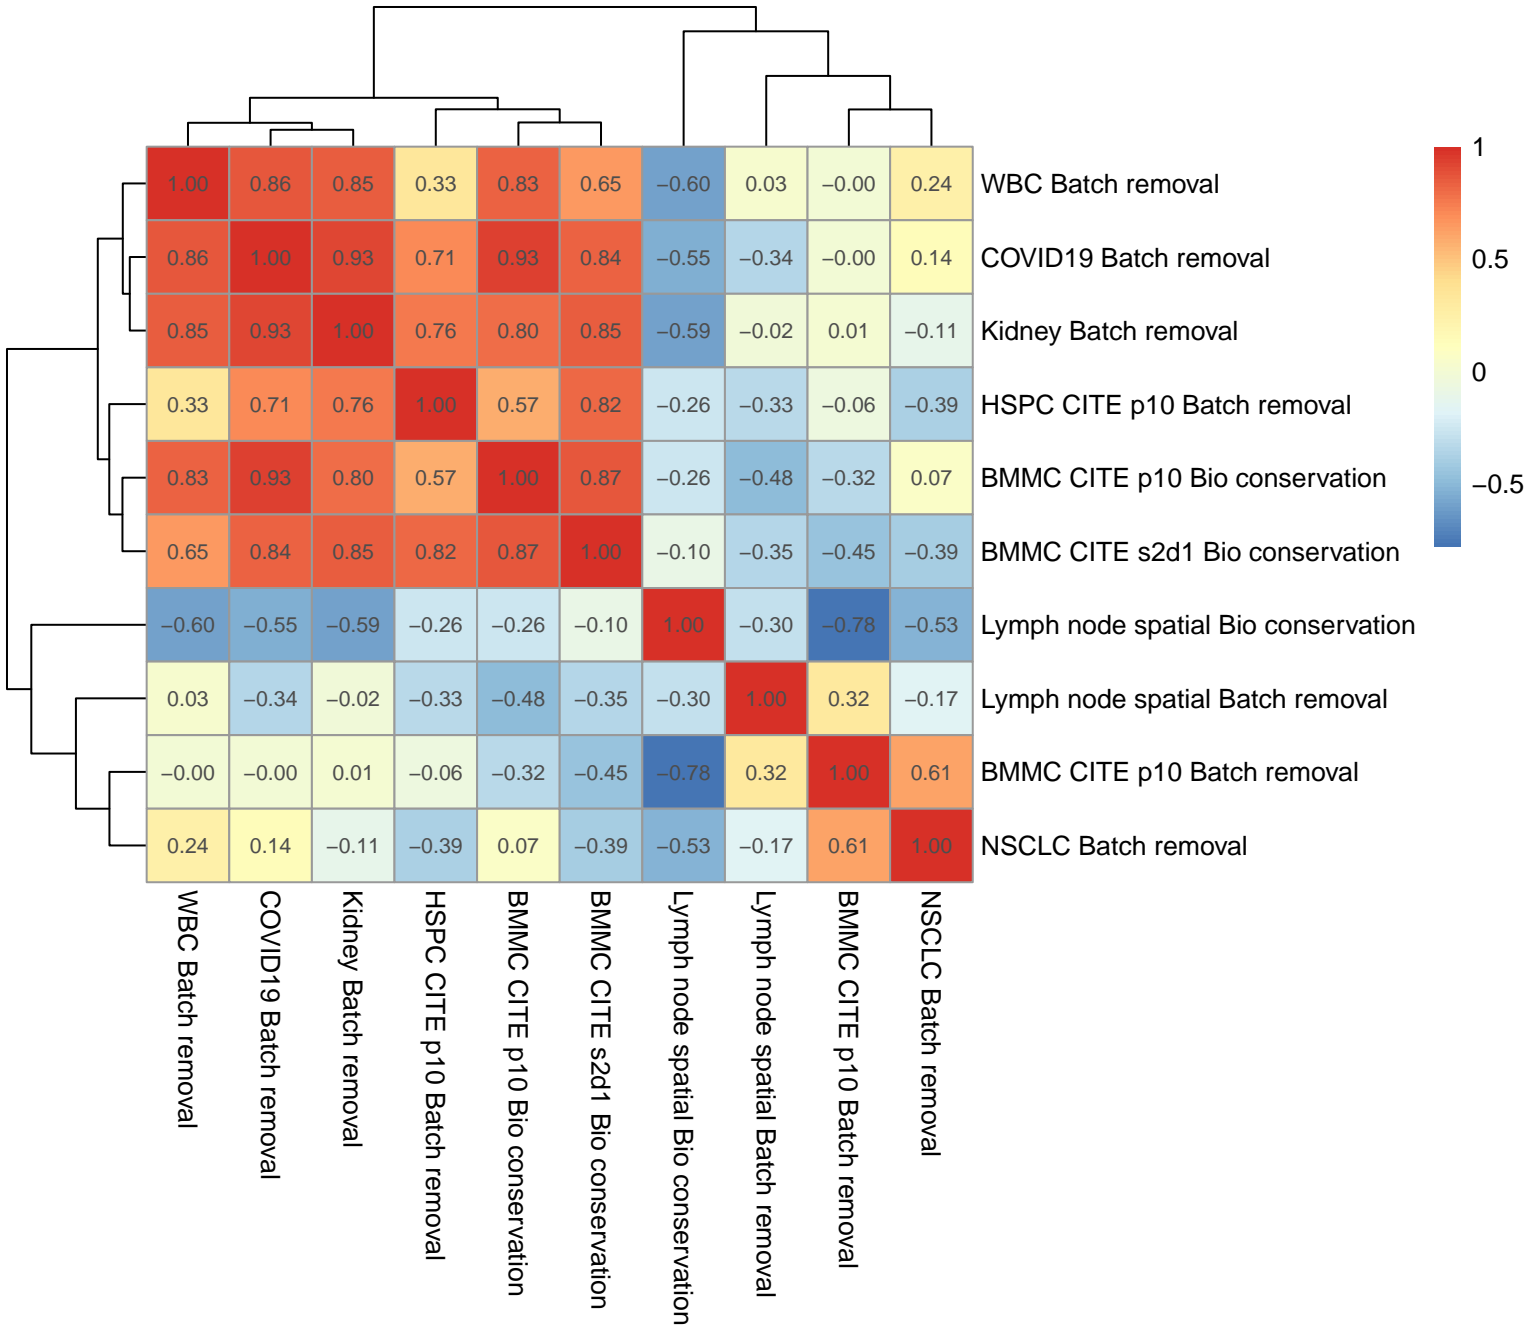 1.00 0.86 0.85 0.33 0.83 0.65 −0.60 0.03 −0.00 0.24 WBC Batch removal
0.86 1.00 0.93 0.71 0.93 0.84 −0.55 −0.34 −0.00 0.14 COVID19 Batch removal
0.85 0.93 1.00 0.76 0.80 0.85 −0.59 −0.02 0.01 −0.11 Kidney Batch removal
0.33 0.71 0.76 1.00 0.57 0.82 −0.26 −0.33 −0.06 −0.39 HSPC CITE p10 Batch removal
0.83 0.93 0.80 0.57 1.00 0.87 −0.26 −0.48 −0.32 0.07 BMMC CITE p10 Bio conservation
0.65 0.84 0.85 0.82 0.87 1.00 −0.10 −0.35 −0.45 −0.39 BMMC CITE s2d1 Bio conservation
−0.60 −0.55 −0.59 −0.26 −0.26 −0.10 1.00 −0.30 −0.78 −0.53 Lymph node spatial Bio conservation
0.03 −0.34 −0.02 −0.33 −0.48 −0.35 −0.30 1.00 0.32 −0.17 Lymph node spatial Batch removal
−0.00 −0.00 0.01 −0.06 −0.32 −0.45 −0.78 0.32 1.00 0.61 BMMC CITE p10 Batch removal
0.24 0.14 −0.11 −0.39 0.07 −0.39 −0.53 −0.17 0.61 1.00 NSCLC Batch removal
WBC Batch removal
COVID19 Batch removal
Kidney Batch removal
HSPC CITE p10 Batch removal
BMMC CITE p10 Bio conservation
BMMC CITE s2d1 Bio conservation
Lymph node spatial Bio conservation
Lymph node spatial Batch removal
BMMC CITE p10 Batch removal
NSCLC Batch removal
1
0.5
0
−0.5